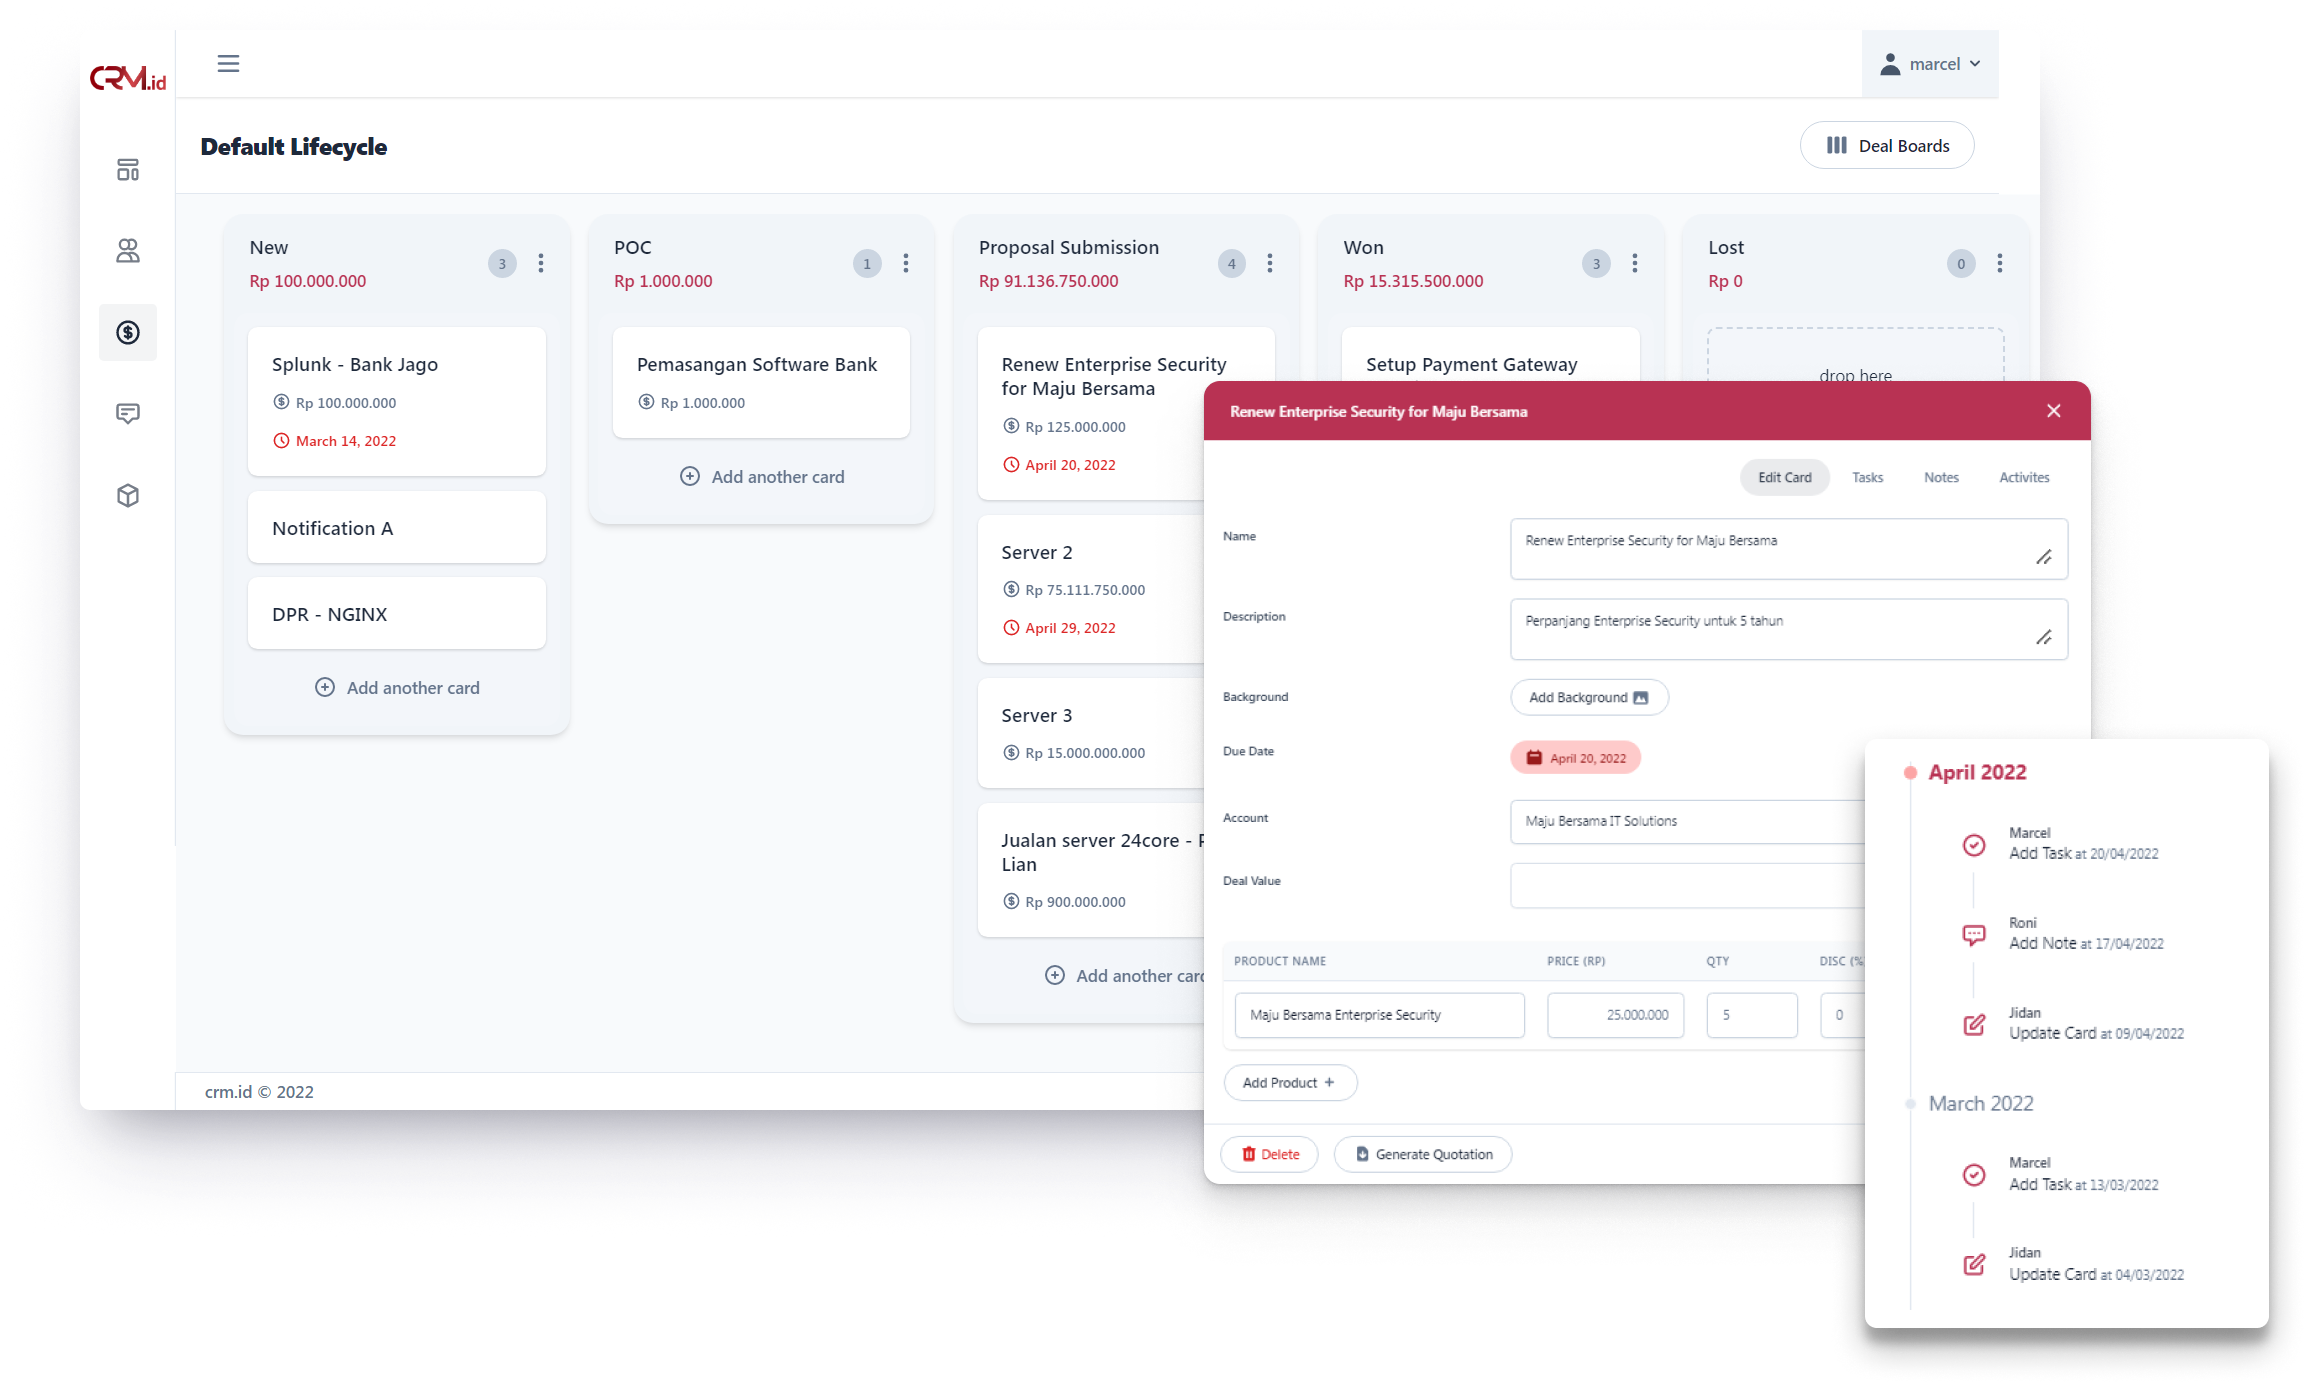 CRM.id
marcel
Default Lifecycle
Deal Boards
New
Rp 100.000.000
3
Splunk - Bank Jago
Rp 100.000.000
March 14, 2022
Notification A
DPR - NGINX
Add another card
POC
Rp 1.000.000
1
Pemasangan Software Bank
Rp 1.000.000
Add another card
Proposal Submission
Rp 91.136.750.000
4
Renew Enterprise Security
for Maju Bersama
Rp 125.000.000
April 20, 2022
Server 2
Rp 75.111.750.000
April 29, 2022
Server 3
Rp 15.000.000.000
Jualan server 24core -
Lian
Rp 900.000.000
Add another card
Won
Rp 15.315.500.000
3
Setup Payment Gateway
Lost
Rp 0
0
drop here
crm.id © 2022
Renew Enterprise Security for Maju Bersama
Edit Card
Tasks
Notes
Activites
Name
Renew Enterprise Security for Maju Bersama
Description
Perpanjang Enterprise Security untuk 5 tahun
Background
Add Background
Due Date
April 20, 2022
Account
Maju Bersama IT Solutions
Deal Value
PRODUCT NAME PRICE (RP) QTY DISC (%
Maju Bersama Enterprise Security 25.000.000 5 0
Add Product +
Delete
Generate Quotation
April 2022
Marcel
Add Task at 20/04/2022
Roni
Add Note at 17/04/2022
Jidan
Update Card at 09/04/2022
March 2022
Marcel
Add Task at 13/03/2022
Jidan
Update Card at 04/03/2022